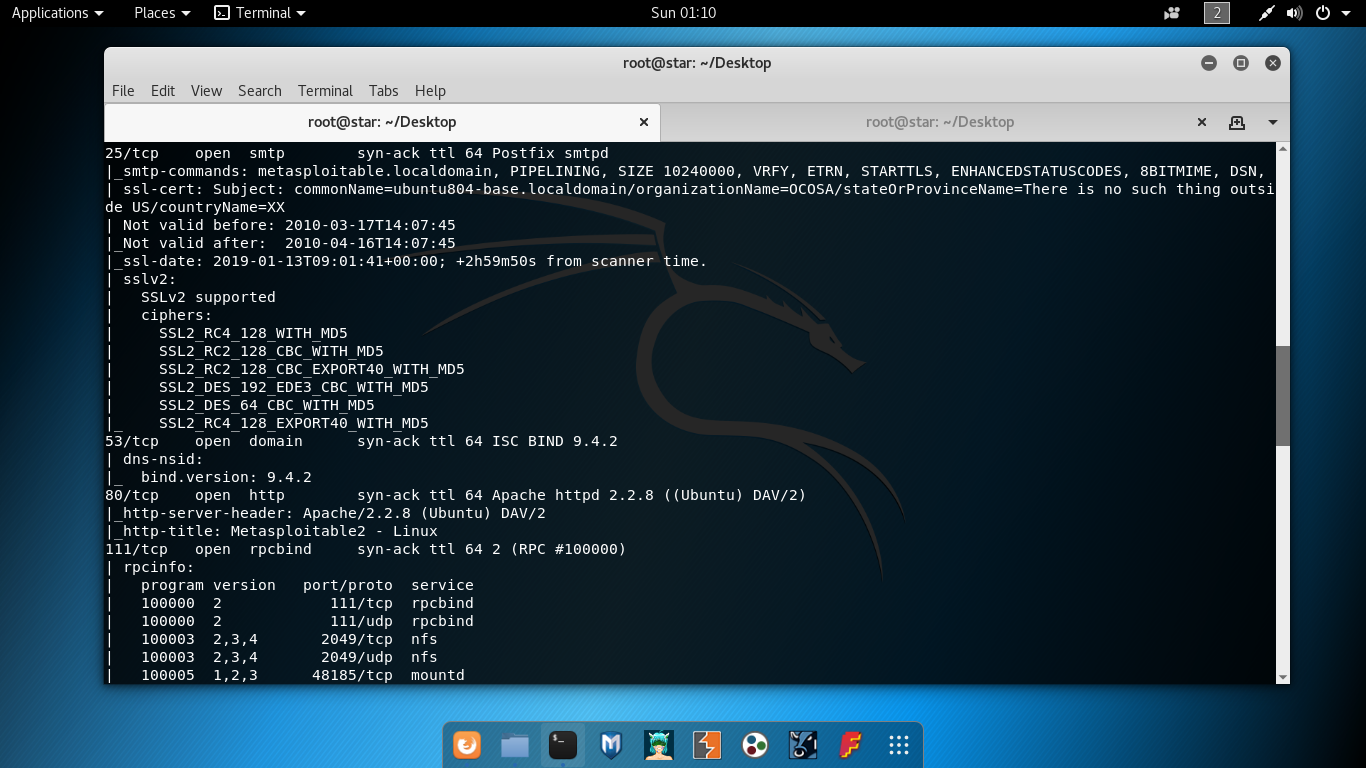 Applications Places Terminal Sun 01:10 2
root@star: ~/Desktop
File Edit View Search Terminal Tabs Help
root@star: ~/Desktop root@star: ~/Desktop
25/tcp    open  smtp        syn-ack ttl 64 Postfix smtpd
|_smtp-commands: metasploitable.localdomain, PIPELINING, SIZE 10240000, VRFY, ETRN, STARTTLS, ENHANCEDSTATUSCODES, 8BITMIME, DSN,
| ssl-cert: Subject: commonName=ubuntu804-base.localdomain/organizationName=OCOSA/stateOrProvinceName=There is no such thing outsi
de US/countryName=XX
| Not valid before: 2010-03-17T14:07:45
|_Not valid after:  2010-04-16T14:07:45
|_ssl-date: 2019-01-13T09:01:41+00:00; +2h59m50s from scanner time.
| sslv2:
|   SSLv2 supported
|   ciphers:
|     SSL2_RC4_128_WITH_MD5
|     SSL2_RC2_128_CBC_WITH_MD5
|     SSL2_RC2_128_CBC_EXPORT40_WITH_MD5
|     SSL2_DES_192_EDE3_CBC_WITH_MD5
|     SSL2_DES_64_CBC_WITH_MD5
|_    SSL2_RC4_128_EXPORT40_WITH_MD5
53/tcp    open  domain      syn-ack ttl 64 ISC BIND 9.4.2
| dns-nsid:
|_  bind.version: 9.4.2
80/tcp    open  http        syn-ack ttl 64 Apache httpd 2.2.8 ((Ubuntu) DAV/2)
|_http-server-header: Apache/2.2.8 (Ubuntu) DAV/2
|_http-title: Metasploitable2 - Linux
111/tcp   open  rpcbind     syn-ack ttl 64 2 (RPC #100000)
| rpcinfo:
|   program version   port/proto  service
|   100000  2            111/tcp  rpcbind
|   100000  2            111/udp  rpcbind
|   100003  2,3,4       2049/tcp  nfs
|   100003  2,3,4       2049/udp  nfs
|   100005  1,2,3      48185/tcp  mountd